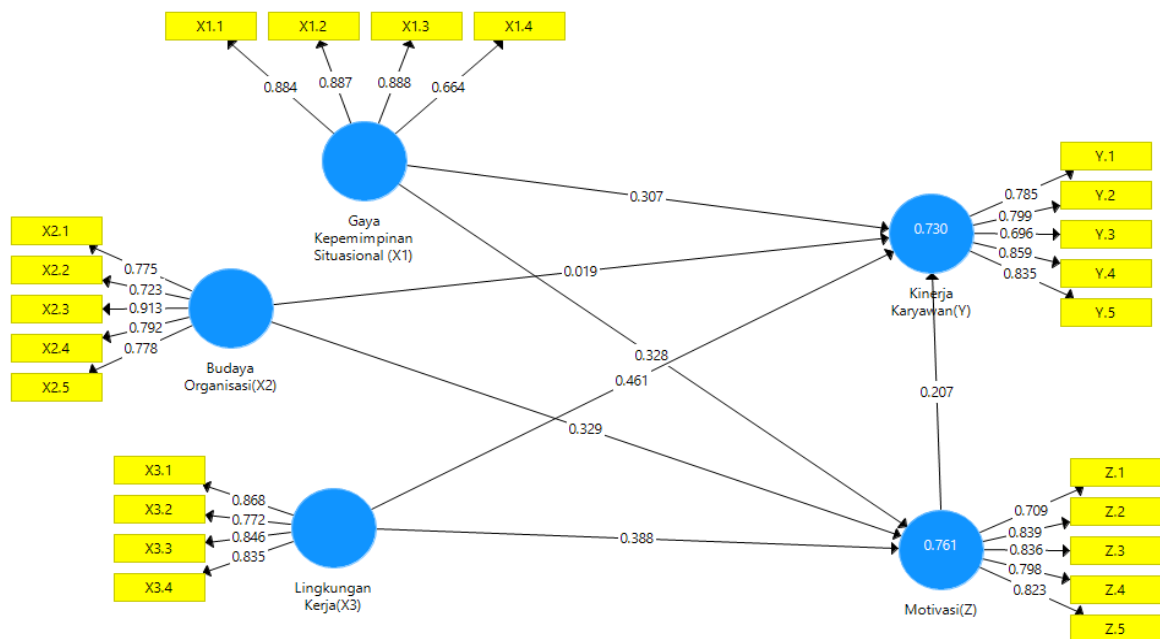 X1.1
X1.2
X1.3
X1.4
0.884
0.887
0.888
0.664
Gaya
Kepemimpinan
Situasional (X1)
X2.1
X2.2
X2.3
X2.4
X2.5
0.775
0.723
0.913
0.792
0.778
Budaya
Organisasi(X2)
X3.1
X3.2
X3.3
X3.4
0.868
0.772
0.846
0.835
Lingkungan
Kerja(X3)
0.307
0.019
0.328
0.461
0.329
0.388
0.207
0.730
Kinerja
Karyawan(Y)
0.785
0.799
0.696
0.859
0.835
Y.1
Y.2
Y.3
Y.4
Y.5
0.761
Motivasi(Z)
0.709
0.839
0.836
0.798
0.823
Z.1
Z.2
Z.3
Z.4
Z.5